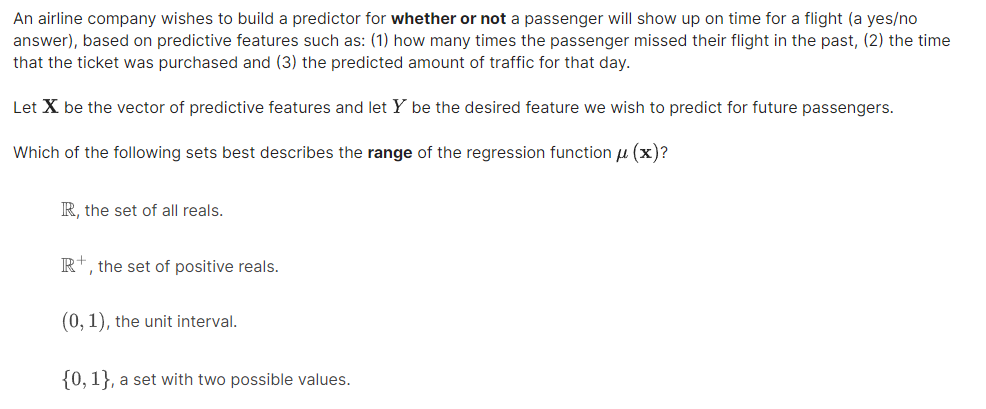 An airline company wishes to build a predictor for whether or not a passenger will show up on time for a flight (a yes/no
answer), based on predictive features such as: (1) how many times the passenger missed their flight in the past, (2) the time
that the ticket was purchased and (3) the predicted amount of traffic for that day.
Let X be the vector of predictive features and let Y be the desired feature we wish to predict for future passengers.
Which of the following sets best describes the range of the regression function μ (x)?
ℝ, the set of all reals.
ℝ⁺, the set of positive reals.
(0, 1), the unit interval.
{0, 1}, a set with two possible values.